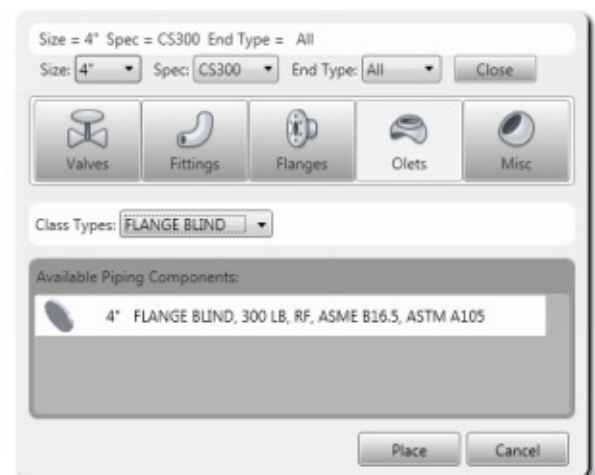 Size = 4" Spec = CS300 End Type = All
Size: 4" Spec: CS300 End Type: All Close
Valves Fittings Flanges Olets Misc
Class Types: FLANGE BLIND
Available Piping Components:
4" FLANGE BLIND, 300 LB, RF, ASME B16.5, ASTM A105
Place Cancel